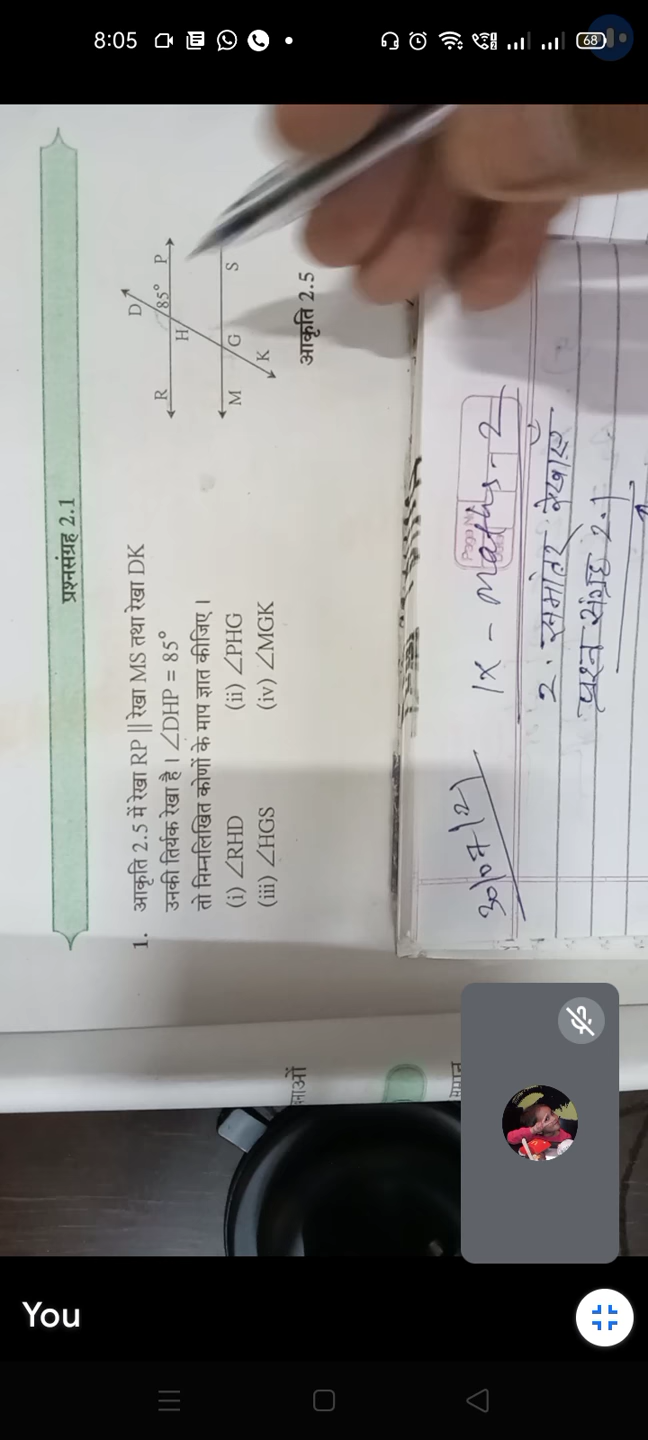 8:05
68
प्रश्नसंग्रह 2.1
1. आकृति 2.5 में रेखा RP || रेखा MS तथा रेखा DK
उनकी तिर्यक रेखा है । ∠DHP = 85°
तो निम्नलिखित कोणों के माप ज्ञात कीजिए ।
(i) ∠RHD (ii) ∠PHG
(iii) ∠HGS (iv) ∠MGK
D
R H 85° P
M G S
K
आकृति 2.5
IX - Maths - 2
2. समांतर रेखाएँ
प्रश्न संग्रह 2.1
You